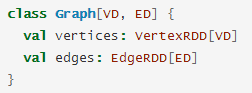 class Graph[VD, ED] {
  val vertices: VertexRDD[VD]
  val edges: EdgeRDD[ED]
}